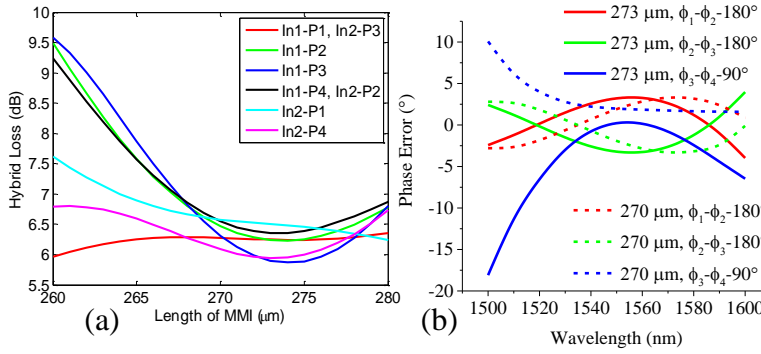 9.5
9
8.5
8
7.5
7
6.5
6
5.5
Hybrid Loss (dB)
In1-P1, In2-P3
In1-P2
In1-P3
In1-P4, In2-P2
In2-P1
In2-P4
260
265
270
275
280
Length of MMI (μm)
(a)
20
15
10
5
0
-5
-10
-15
-20
Phase Error (°)
273 μm, ϕ1-ϕ2-180°
273 μm, ϕ2-ϕ3-180°
273 μm, ϕ3-ϕ4-90°
270 μm, ϕ1-ϕ2-180°
270 μm, ϕ2-ϕ3-180°
270 μm, ϕ3-ϕ4-90°
1500
1520
1540
1560
1580
1600
Wavelength (nm)
(b)